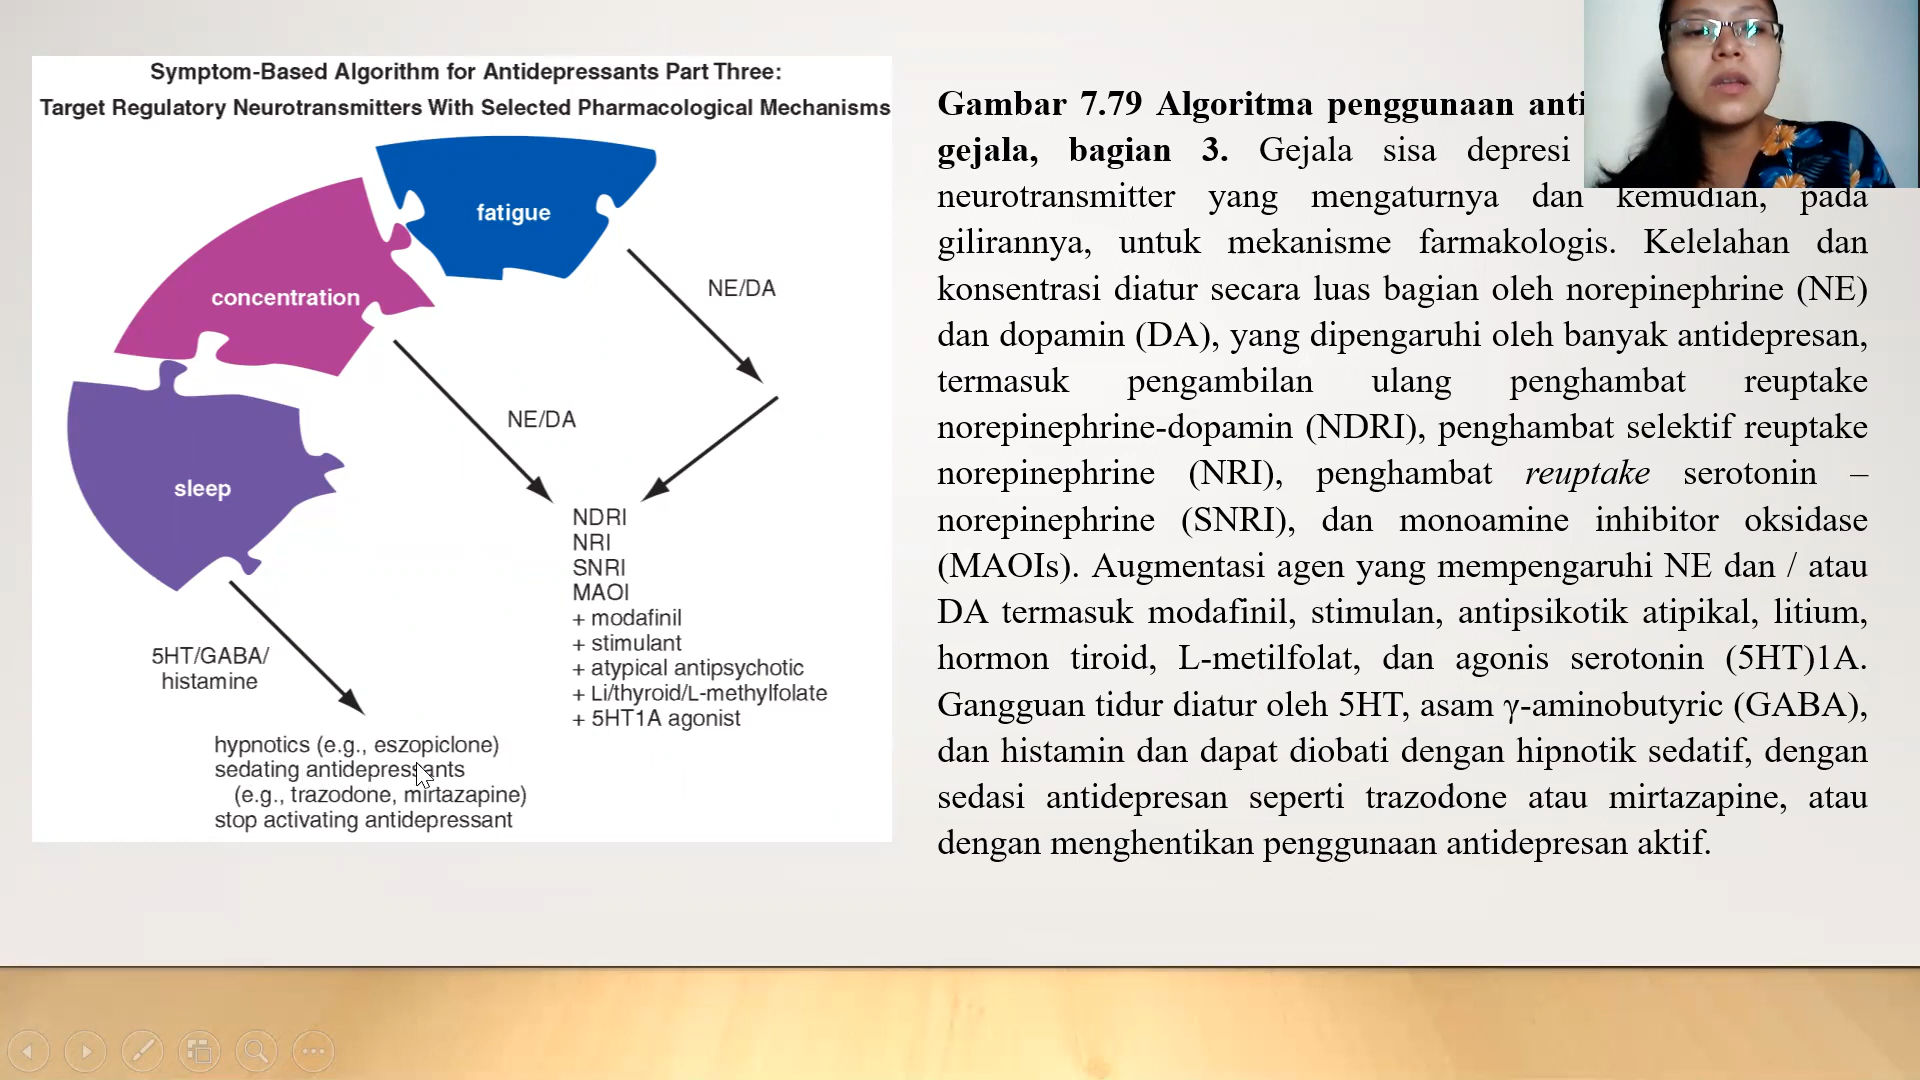 Symptom-Based Algorithm for Antidepressants Part Three:
Target Regulatory Neurotransmitters With Selected Pharmacological Mechanisms
fatigue
concentration
sleep
NE/DA
NE/DA
5HT/GABA/
histamine
NDRI
NRI
SNRI
MAOI
+ modafinil
+ stimulant
+ atypical antipsychotic
+ Li/thyroid/L-methylfolate
+ 5HT1A agonist
hypnotics (e.g., eszopiclone)
sedating antidepressants
(e.g., trazodone, mirtazapine)
stop activating antidepressant
Gambar 7.79 Algoritma penggunaan
gejala, bagian 3. Gejala sisa depresi
neurotransmitter yang mengaturnya dan kemudian, pada
gilirannya, untuk mekanisme farmakologis. Kelelahan dan
konsentrasi diatur secara luas bagian oleh norepinephrine (NE)
dan dopamin (DA), yang dipengaruhi oleh banyak antidepresan,
termasuk pengambilan ulang penghambat reuptake
norepinephrine-dopamin (NDRI), penghambat selektif reuptake
norepinephrine (NRI), penghambat reuptake serotonin –
norepinephrine (SNRI), dan monoamine inhibitor oksidase
(MAOIs). Augmentasi agen yang mempengaruhi NE dan / atau
DA termasuk modafinil, stimulan, antipsikotik atipikal, litium,
hormon tiroid, L-metilfolat, dan agonis serotonin (5HT)1A.
Gangguan tidur diatur oleh 5HT, asam γ-aminobutyric (GABA),
dan histamin dan dapat diobati dengan hipnotik sedatif, dengan
sedasi antidepresan seperti trazodone atau mirtazapine, atau
dengan menghentikan penggunaan antidepresan aktif.